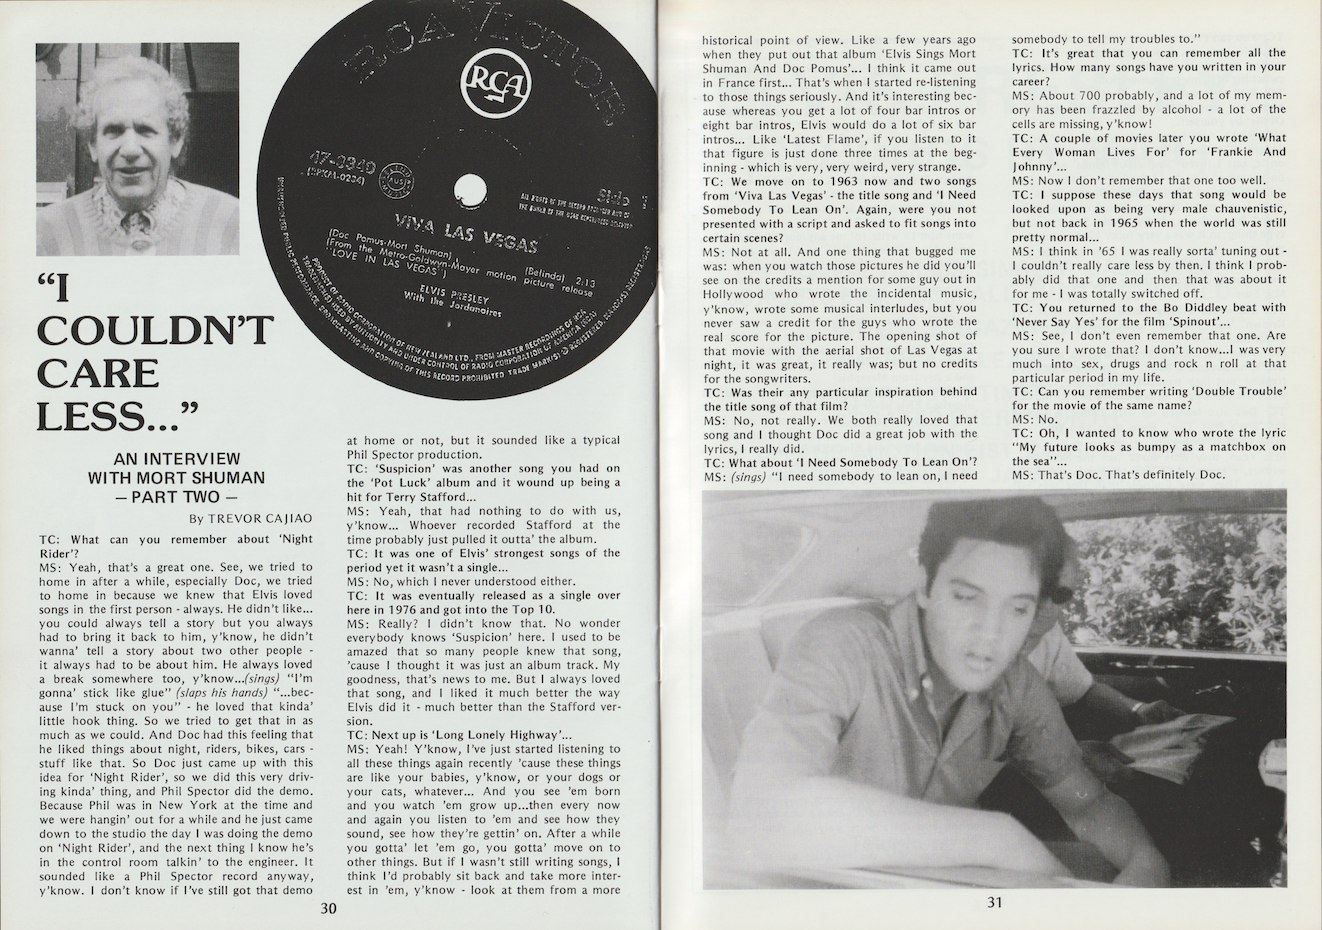 RCA VICTOR
RCA
47-0349
Side
VIVA LAS VEGAS
(Doc Pomus-Mort Shuman)
(From the Metro-Goldwyn-Mayer motion picture release
"LOVE IN LAS VEGAS")
(Belinda) 2:13
ELVIS PRESLEY
With the Jordanaires
“I
COULDN’T
CARE
LESS...”
AN INTERVIEW
WITH MORT SHUMAN
— PART TWO —
By TREVOR CAJIAO
TC: What can you remember about ‘Night
Rider’?
MS: Yeah, that’s a great one. See, we tried to
home in after a while, especially Doc, we tried
to home in because we knew that Elvis loved
songs in the first person - always. He didn’t like...
you could always tell a story but you always
had to bring it back to him, y’know, he didn’t
wanna’ tell a story about two other people -
it always had to be about him. He always loved
a break somewhere too, y’know...(sings) “I’m
gonna’ stick like glue” (slaps his hands) “...bec-
ause I’m stuck on you” - he loved that kinda’
little hook thing. So we tried to get that in as
much as we could. And Doc had this feeling that
he liked things about night, riders, bikes, cars -
stuff like that. So Doc just came up with this
idea for ‘Night Rider’, so we did this very driv-
ing kinda’ thing, and Phil Spector did the demo.
Because Phil was in New York at the time and
we were hangin’ out for a while and he just came
down to the studio the day I was doing the demo
on ‘Night Rider’, and the next thing I know he’s
in the control room talkin’ to the engineer. It
sounded like a Phil Spector record anyway,
y’know. I don’t know if I’ve still got that demo
at home or not, but it sounded like a typical
Phil Spector production.
TC: ‘Suspicion’ was another song you had on
the ‘Pot Luck’ album and it wound up being a
hit for Terry Stafford...
MS: Yeah, that had nothing to do with us,
y’know... Whoever recorded Stafford at the
time probably just pulled it outta’ the album.
TC: It was one of Elvis’ strongest songs of the
period yet it wasn’t a single...
MS: No, which I never understood either.
TC: It was eventually released as a single over
here in 1976 and got into the Top 10.
MS: Really? I didn’t know that. No wonder
everybody knows ‘Suspicion’ here. I used to be
amazed that so many people knew that song,
’cause I thought it was just an album track. My
goodness, that’s news to me. But I always loved
that song, and I liked it much better the way
Elvis did it - much better than the Stafford ver-
sion.
TC: Next up is ‘Long Lonely Highway’...
MS: Yeah! Y’know, I’ve just started listening to
all these things again recently ’cause these things
are like your babies, y’know, or your dogs or
your cats, whatever... And you see ’em born
and you watch ’em grow up...then every now
and again you listen to ’em and see how they
sound, see how they’re gettin’ on. After a while
you gotta’ let ’em go, you gotta’ move on to
other things. But if I wasn’t still writing songs, I
think I’d probably sit back and take more inter-
est in ’em, y’know - look at them from a more
30
historical point of view. Like a few years ago
when they put out that album ‘Elvis Sings Mort
Shuman And Doc Pomus’... I think it came out
in France first... That’s when I started re-listening
to those things seriously. And it’s interesting bec-
ause whereas you get a lot of four bar intros or
eight bar intros, Elvis would do a lot of six bar
intros... Like ‘Latest Flame’, if you listen to it
that figure is just done three times at the beg-
inning - which is very, very weird, very strange.
TC: We move on to 1963 now and two songs
from ‘Viva Las Vegas’ - the title song and ‘I Need
Somebody To Lean On’. Again, were you not
presented with a script and asked to fit songs into
certain scenes?
MS: Not at all. And one thing that bugged me
was: when you watch those pictures he did you’ll
see on the credits a mention for some guy out in
Hollywood who wrote the incidental music,
y’know, wrote some musical interludes, but you
never saw a credit for the guys who wrote the
real score for the picture. The opening shot of
that movie with the aerial shot of Las Vegas at
night, it was great, it really was; but no credits
for the songwriters.
TC: Was their any particular inspiration behind
the title song of that film?
MS: No, not really. We both really loved that
song and I thought Doc did a great job with the
lyrics, I really did.
TC: What about ‘I Need Somebody To Lean On’?
MS: (sings) “I need somebody to lean on, I need
somebody to tell my troubles to.”
TC: It’s great that you can remember all the
lyrics. How many songs have you written in your
career?
MS: About 700 probably, and a lot of my mem-
ory has been frazzled by alcohol - a lot of the
cells are missing, y’know!
TC: A couple of movies later you wrote ‘What
Every Woman Lives For’ for ‘Frankie And
Johnny’...
MS: Now I don’t remember that one too well.
TC: I suppose these days that song would be
looked upon as being very male chauvenistic,
but not back in 1965 when the world was still
pretty normal...
MS: I think in ’65 I was really sorta’ tuning out -
I couldn’t really care less by then. I think I prob-
ably did that one and then that was about it
for me - I was totally switched off.
TC: You returned to the Bo Diddley beat with
‘Never Say Yes’ for the film ‘Spinout’...
MS: See, I don’t even remember that one. Are
you sure I wrote that? I don’t know...I was very
much into sex, drugs and rock n roll at that
particular period in my life.
TC: Can you remember writing ‘Double Trouble’
for the movie of the same name?
MS: No.
TC: Oh, I wanted to know who wrote the lyric
“My future looks as bumpy as a matchbox on
the sea”...
MS: That’s Doc. That’s definitely Doc.
31